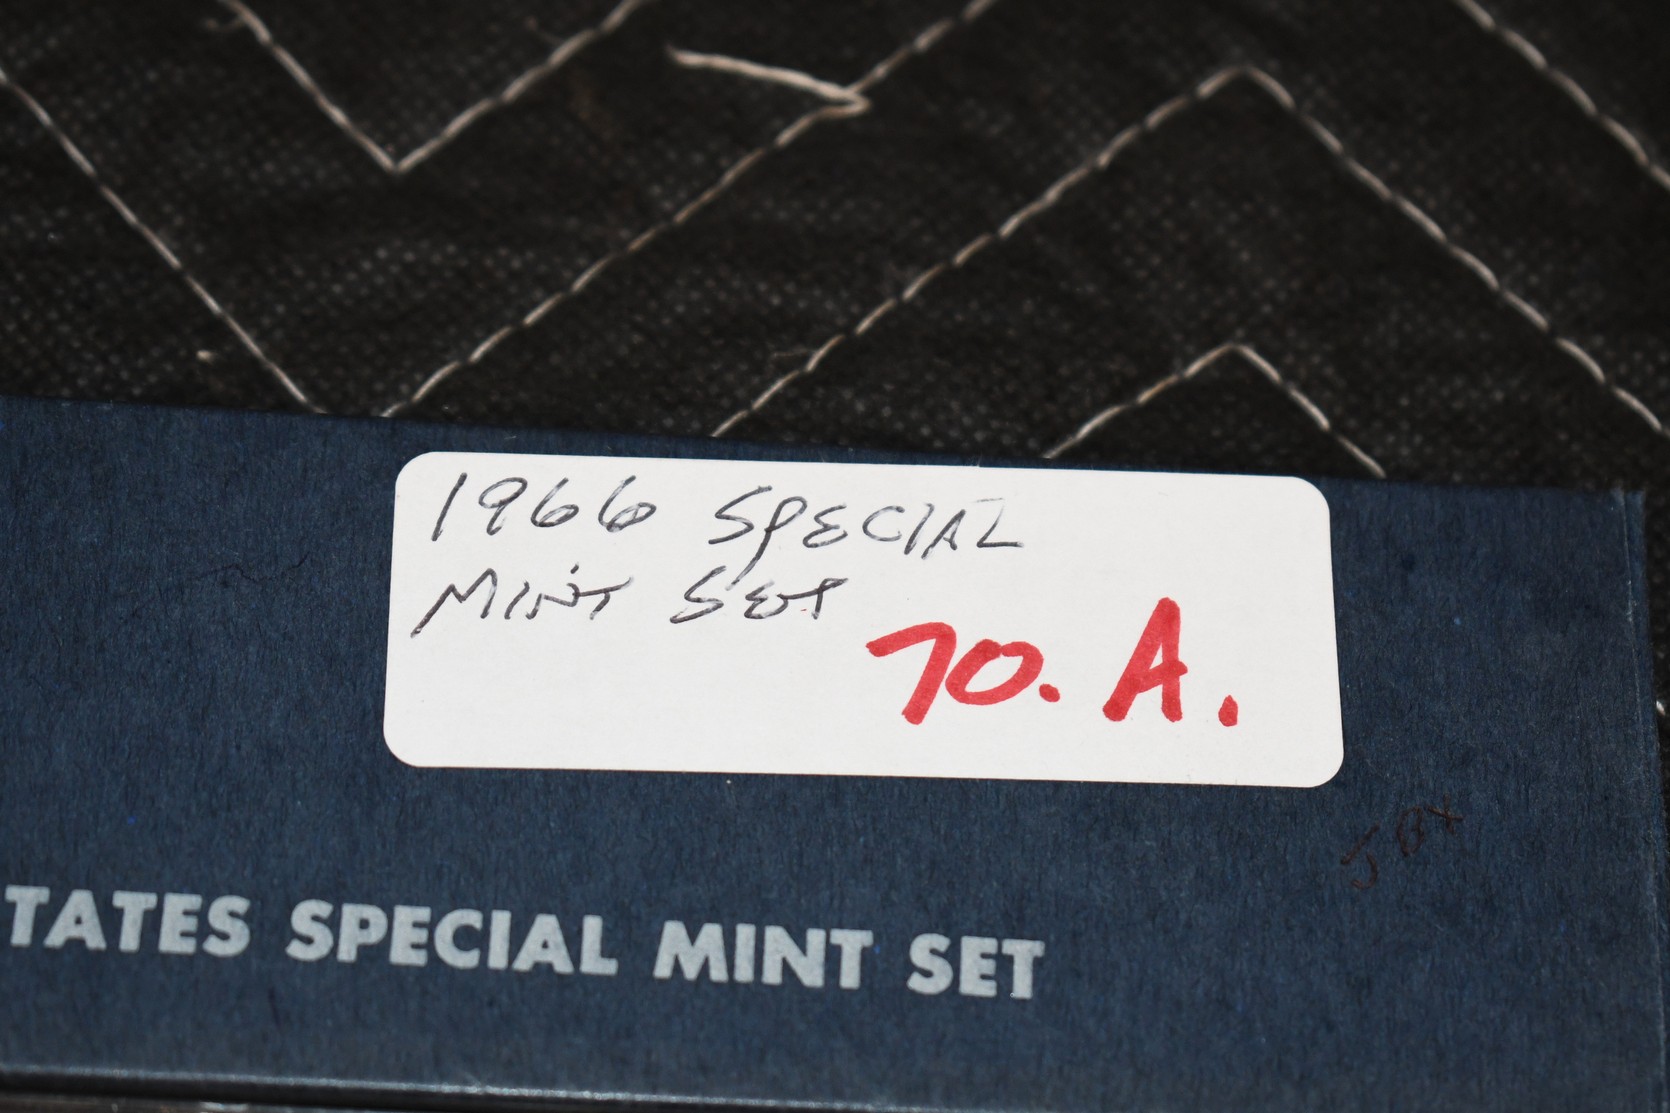 1966 SPECIAL
MINT SET
70. A.
TATES SPECIAL MINT SET